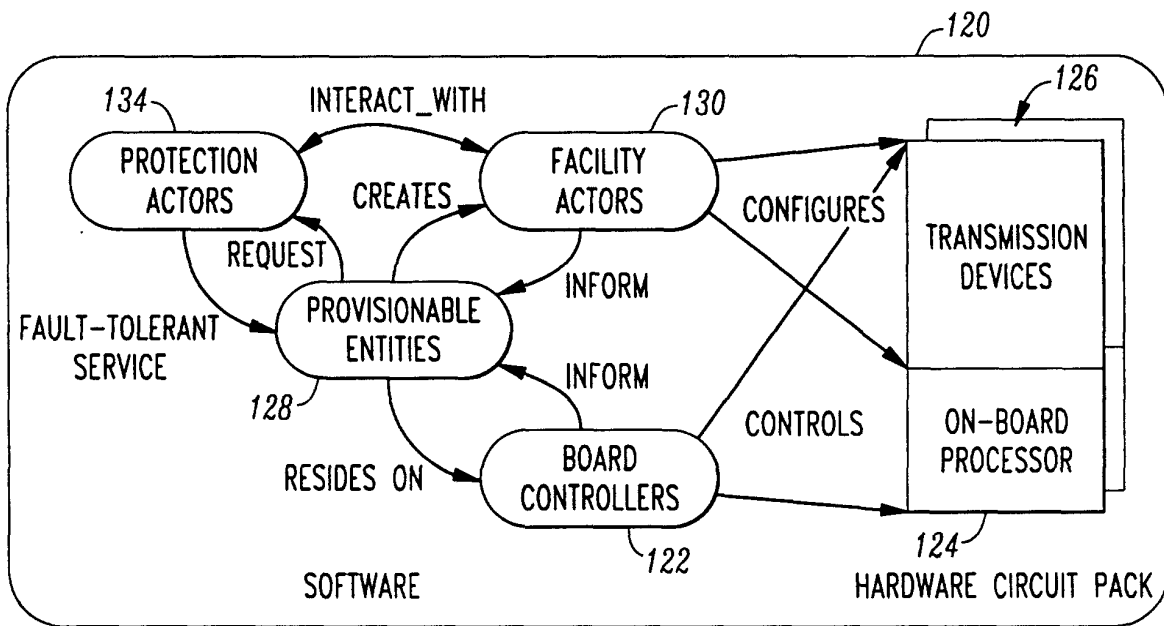 120
134
INTERACT_WITH
130
126
PROTECTION
ACTORS
FACILITY
ACTORS
CREATES
CONFIGURES
TRANSMISSION
DEVICES
REQUEST
INFORM
PROVISIONABLE
ENTITIES
FAULT-TOLERANT
SERVICE
INFORM
128
CONTROLS
ON-BOARD
PROCESSOR
RESIDES ON
BOARD
CONTROLLERS
122
124
SOFTWARE
HARDWARE CIRCUIT PACK